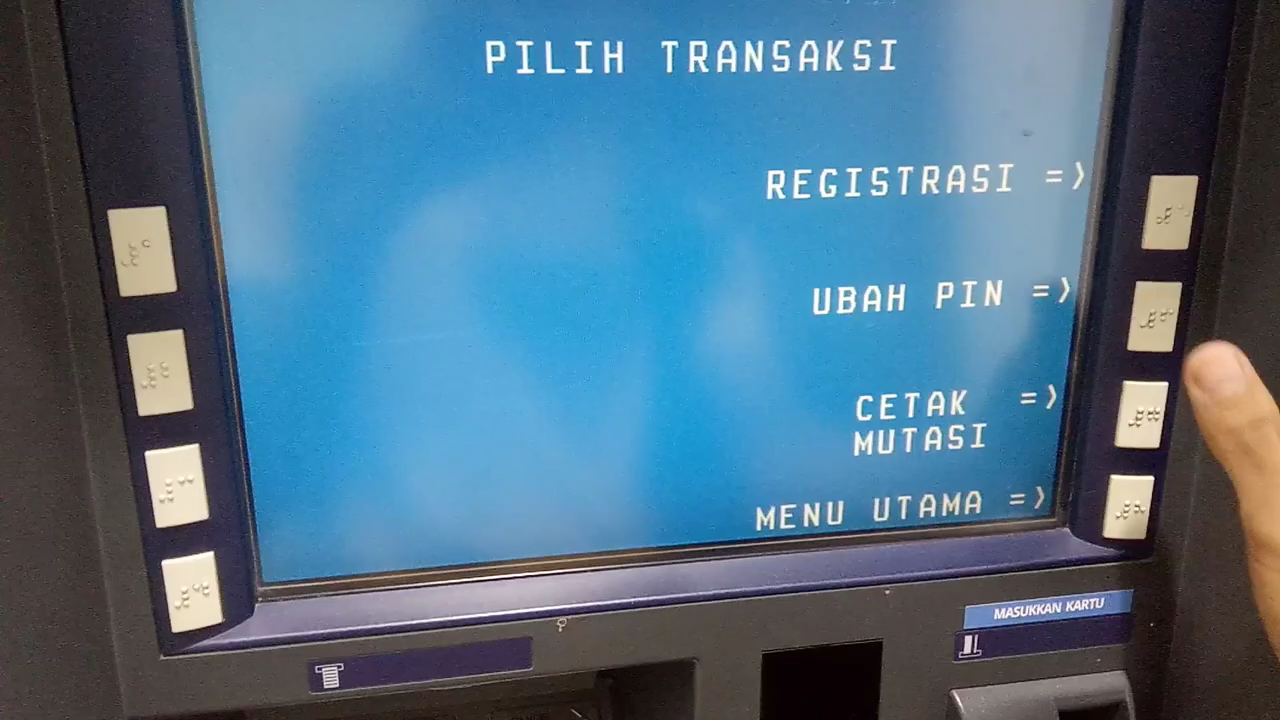 PILIH TRANSAKSI
REGISTRASI =>
UBAH PIN =>
CETAK =>
MUTASI
MENU UTAMA =>
MASUKKAN KARTU